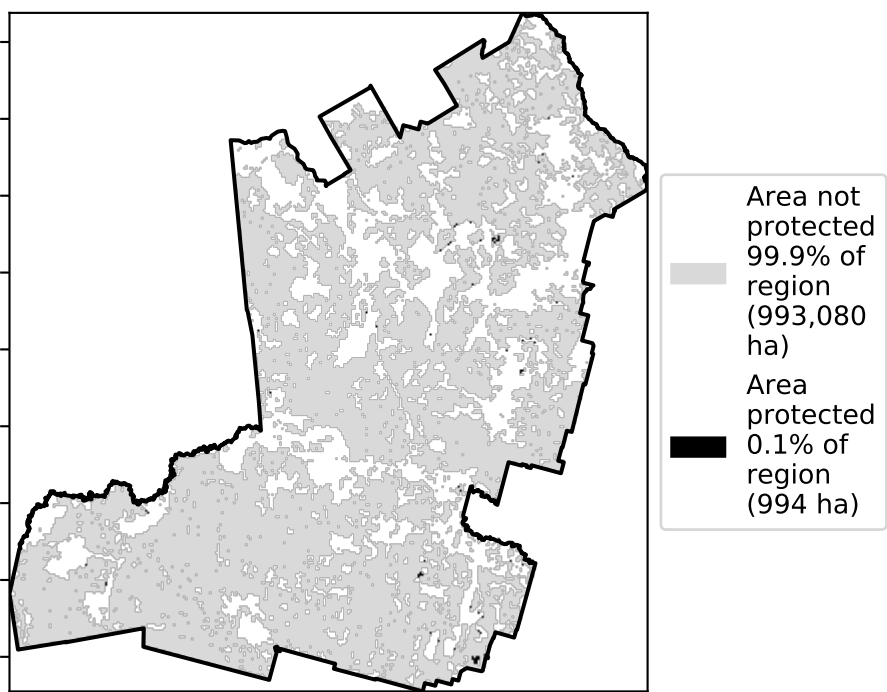 Area not
protected
99.9% of
region
(993,080
ha)
Area
protected
0.1% of
region
(994 ha)